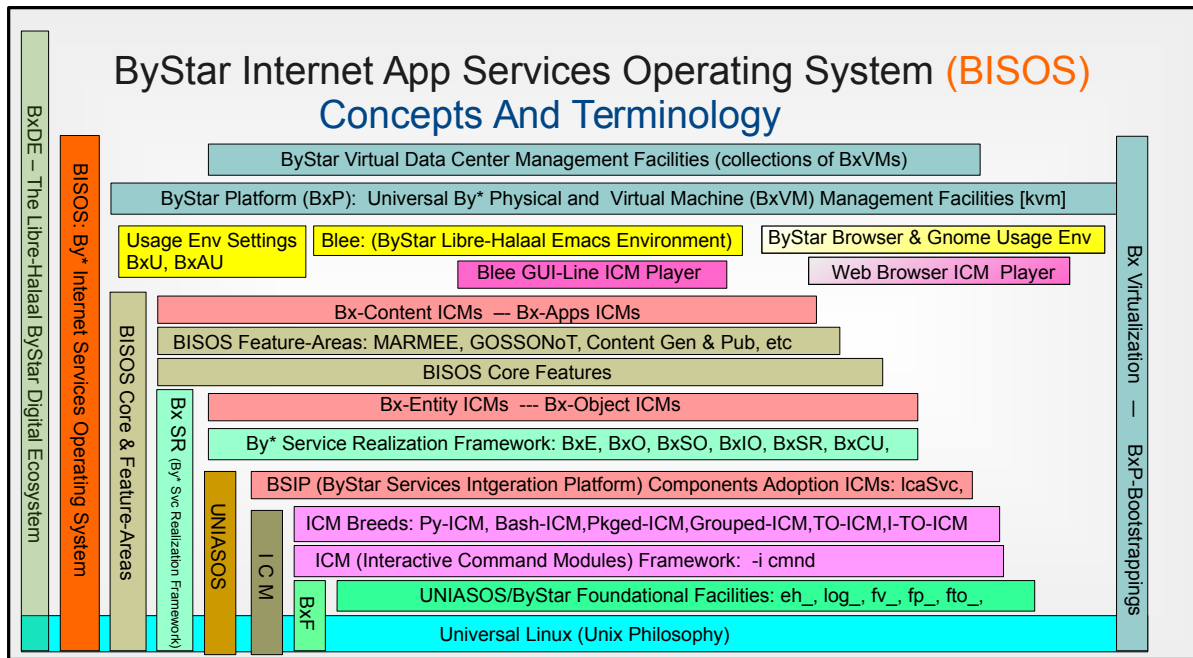 ByStar Internet App Services Operating System (BISOS)
Concepts And Terminology
BxDE – The Libre-Halaal ByStar Digital Ecosystem
BISOS: By* Internet Services Operating System
ByStar Virtual Data Center Management Facilities (collections of BxVMs)
ByStar Platform (BxP): Universal By* Physical and Virtual Machine (BxVM) Management Facilities [kvm]
Usage Env Settings
BxU, BxAU
Blee: (ByStar Libre-Halaal Emacs Environment)
ByStar Browser & Gnome Usage Env
Blee GUI-Line ICM Player
Web Browser ICM Player
BISOS Core & Feature-Areas
Bx-Content ICMs --- Bx-Apps ICMs
BISOS Feature-Areas: MARMEE, GOSSONoT, Content Gen & Pub, etc
BISOS Core Features
Bx SR (By* Svc Realization Framework)
Bx-Entity ICMs --- Bx-Object ICMs
By* Service Realization Framework: BxE, BxO, BxSO, BxIO, BxSR, BxCU,
UNIASOS
BSIP (ByStar Services Intgeration Platform) Components Adoption ICMs: lcaSvc,
ICM
ICM Breeds: Py-ICM, Bash-ICM,Pkged-ICM,Grouped-ICM,TO-ICM,I-TO-ICM
ICM (Interactive Command Modules) Framework: -i cmnd
BxF
UNIASOS/ByStar Foundational Facilities: eh_, log_, fv_, fp_, fto_,
Universal Linux (Unix Philosophy)
Bx Virtualization — BxP-Bootstrappings